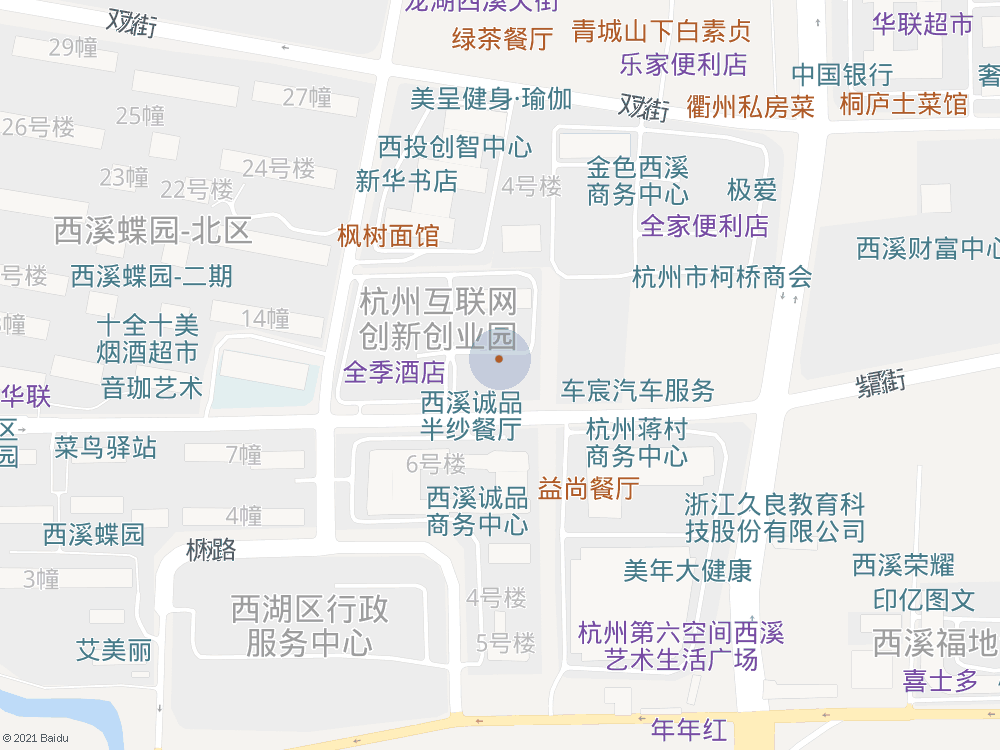 龙湖西溪天街
双龙街
29幢
绿茶餐厅
青城山下白素贞
华联超市
乐家便利店
中国银行
奢
25幢
27幢
美呈健身·瑜伽
双龙街
衢州私房菜
桐庐土菜馆
26号楼
西投创智中心
23幢
24号楼
22号楼
新华书店
4号楼
金色西溪
商务中心
极爱
西溪蝶园-北区
枫树面馆
全家便利店
西溪财富中心
号楼
西溪蝶园-二期
杭州市柯桥商会
杭州互联网
创新创业园
14幢
幢
十全十美
烟酒超市
全季酒店
音珈艺术
华联
车宸汽车服务
西溪诚品
半纱餐厅
区
园
菜鸟驿站
7幢
6号楼
杭州蒋村
商务中心
益尚餐厅
西溪诚品
商务中心
浙江久良教育科
技股份有限公司
4幢
西溪蝶园
3幢
美年大健康
西溪荣耀
印亿图文
西湖区行政
服务中心
4号楼
5号楼
艾美丽
杭州第六空间西溪
艺术生活广场
西溪福地
喜士多
年年红
© 2021 Baidu